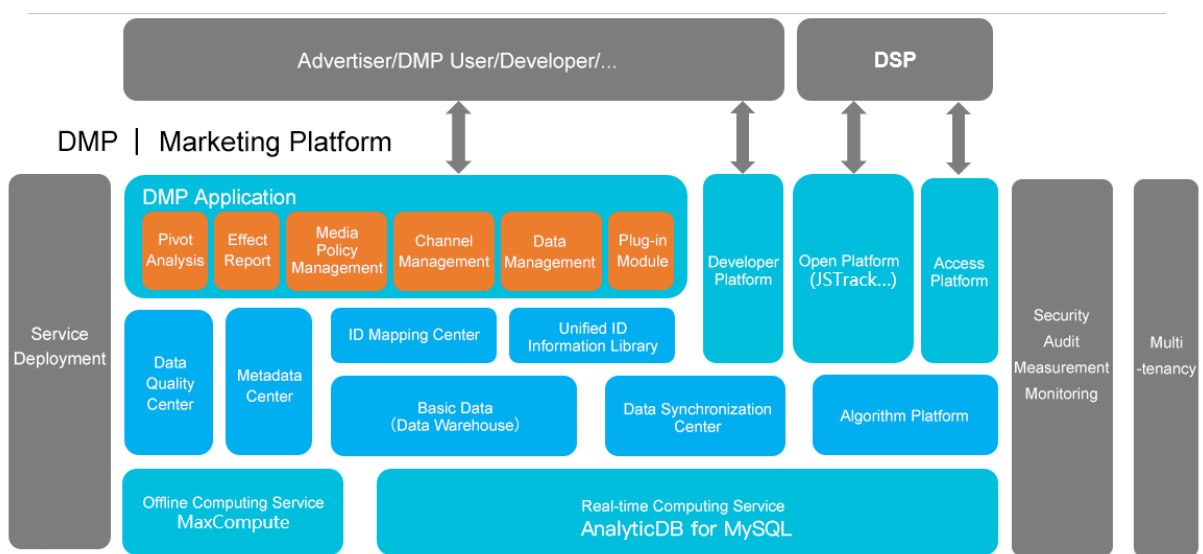 Advertiser/DMP User/Developer/...
DSP
DMP | Marketing Platform
Service
Deployment
DMP Application
Pivot
Analysis
Effect
Report
Media
Policy
Management
Channel
Management
Data
Management
Plug-in
Module
Developer
Platform
Open Platform
(JSTrack...)
Access
Platform
Security
Audit
Measurement
Monitoring
Multi
-tenancy
Data
Quality
Center
Metadata
Center
ID Mapping Center
Unified ID
Information Library
Basic Data
(Data Warehouse)
Data Synchronization
Center
Algorithm Platform
Offline Computing Service
MaxCompute
Real-time Computing Service
AnalyticDB for MySQL